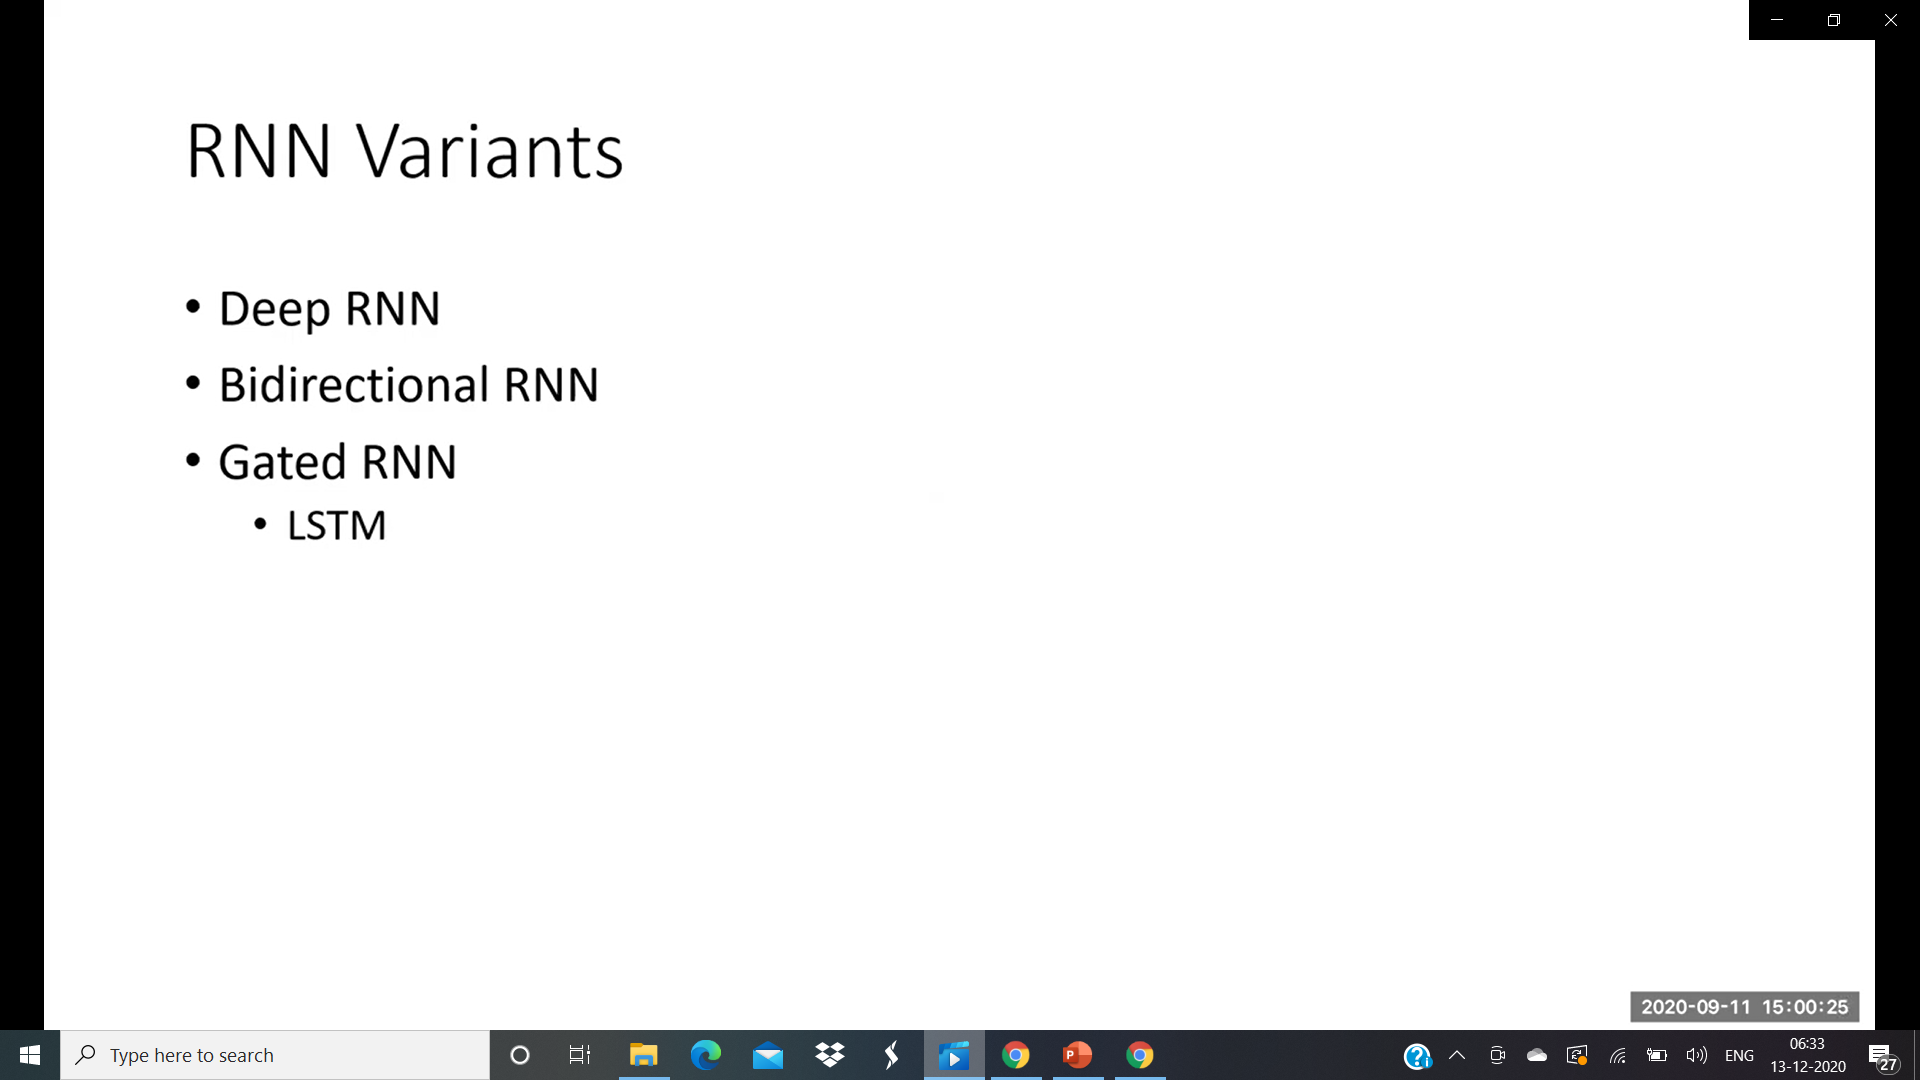 RNN Variants
• Deep RNN
• Bidirectional RNN
• Gated RNN
• LSTM
2020-09-11 15:00:25
Type here to search
ENG
06:33
13-12-2020
27